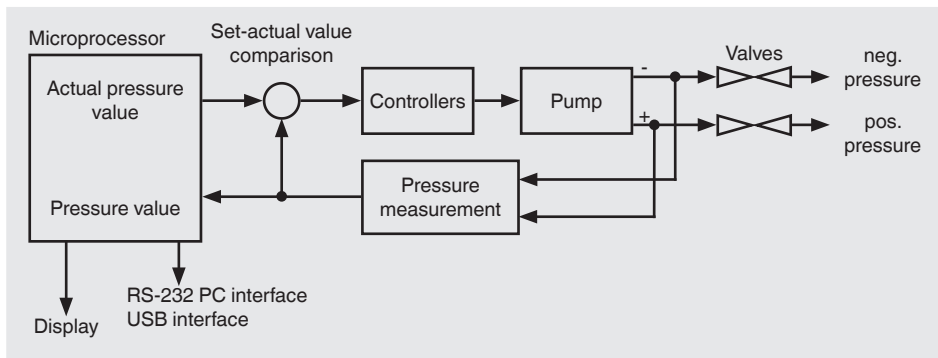 Microprocessor
Actual pressure
value
Pressure value
Set-actual value
comparison
Controllers
Pump
-
+
Valves
neg.
pressure
pos.
pressure
Pressure
measurement
RS-232 PC interface
USB interface
Display